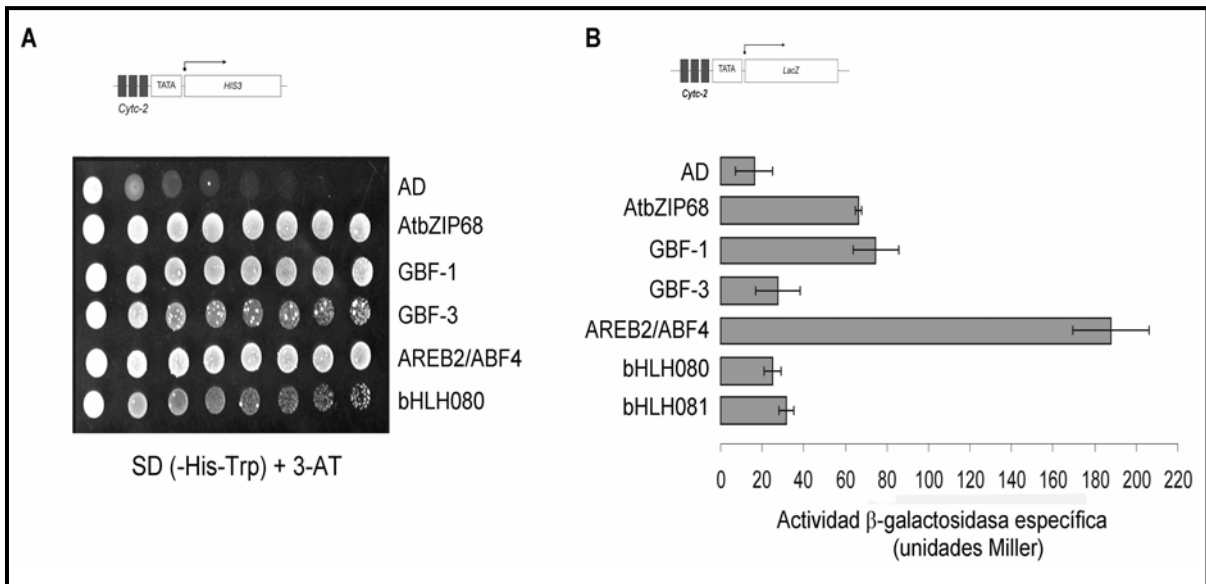 A
TATA
HIS3
Cytc-2
AD
AtbZIP68
GBF-1
GBF-3
AREB2/ABF4
bHLH080
SD (-His-Trp) + 3-AT
B
TATA
LacZ
Cytc-2
AD
AtbZIP68
GBF-1
GBF-3
AREB2/ABF4
bHLH080
bHLH081
0 20 40 60 80 100 120 140 160 180 200 220
Actividad β-galactosidasa específica
(unidades Miller)